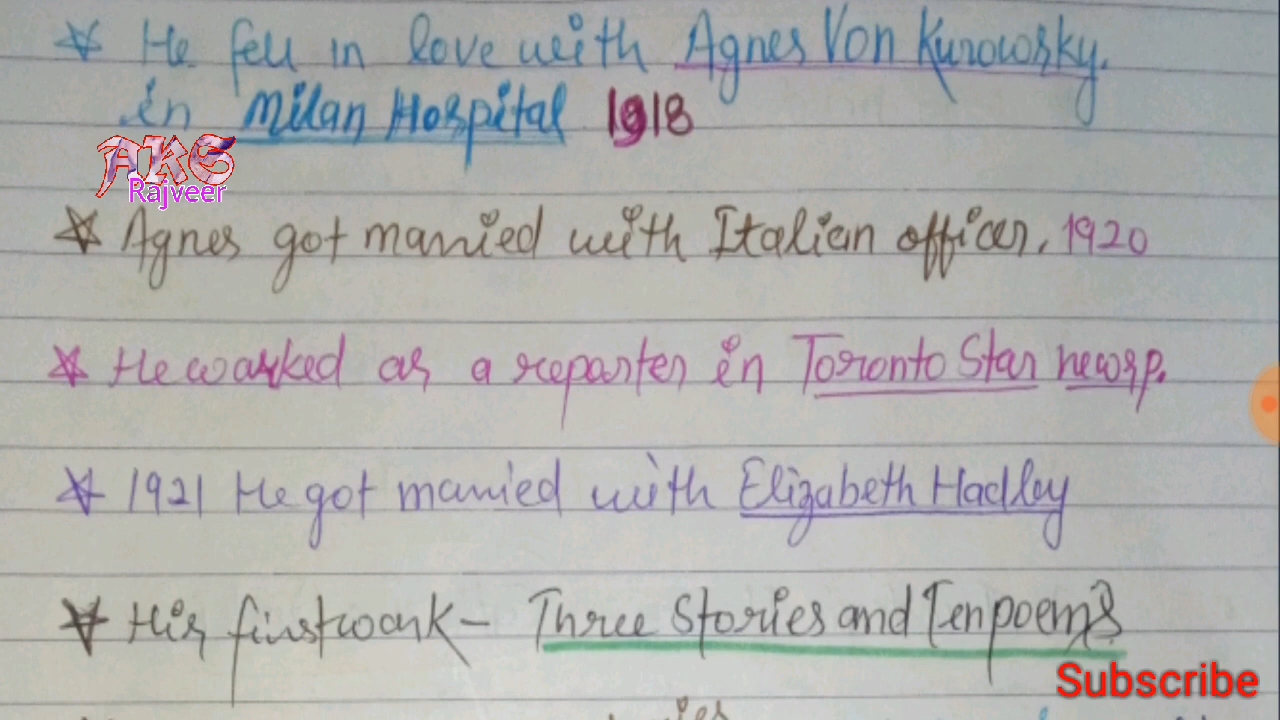 * He fell in love with Agnes Von Kurowsky.
in Milan Hospital 1918
AKS
Rajveer
* Agnes got married with Italian officer, 1920
* He worked as a reporter in Toronto Star newsp.
* 1921 He got married with Elizabeth Hadley
* His first work - Three Stories and Ten poems
Subscribe